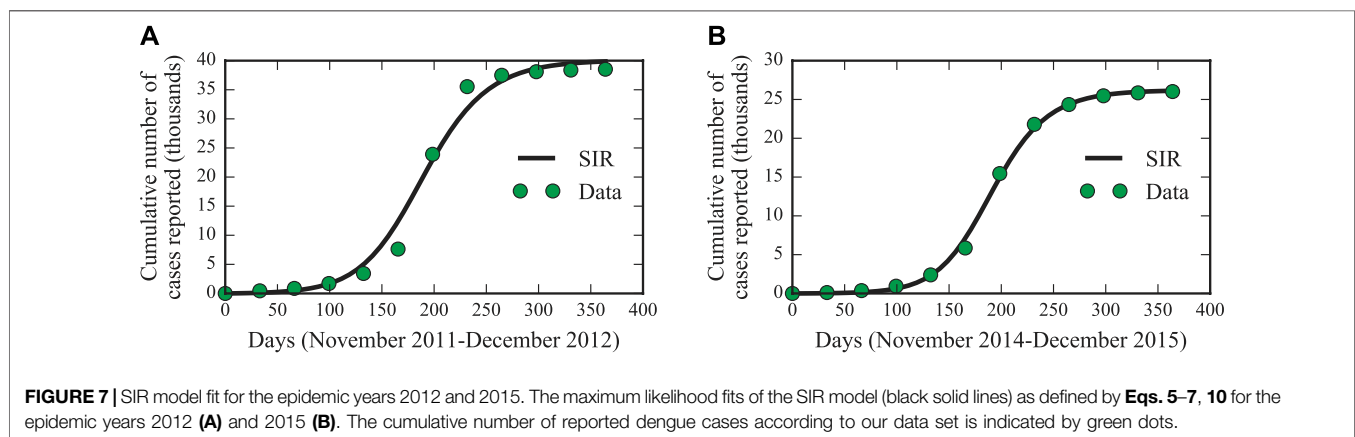 A
Cumulative number of
cases reported (thousands)
40
35
30
25
20
15
10
5
0
SIR
Data
0 50 100 150 200 250 300 350 400
Days (November 2011-December 2012)
B
Cumulative number of
cases reported (thousands)
30
25
20
15
10
5
0
SIR
Data
0 50 100 150 200 250 300 350 400
Days (November 2014-December 2015)
FIGURE 7 | SIR model fit for the epidemic years 2012 and 2015. The maximum likelihood fits of the SIR model (black solid lines) as defined by Eqs. 5–7, 10 for the
epidemic years 2012 (A) and 2015 (B). The cumulative number of reported dengue cases according to our data set is indicated by green dots.